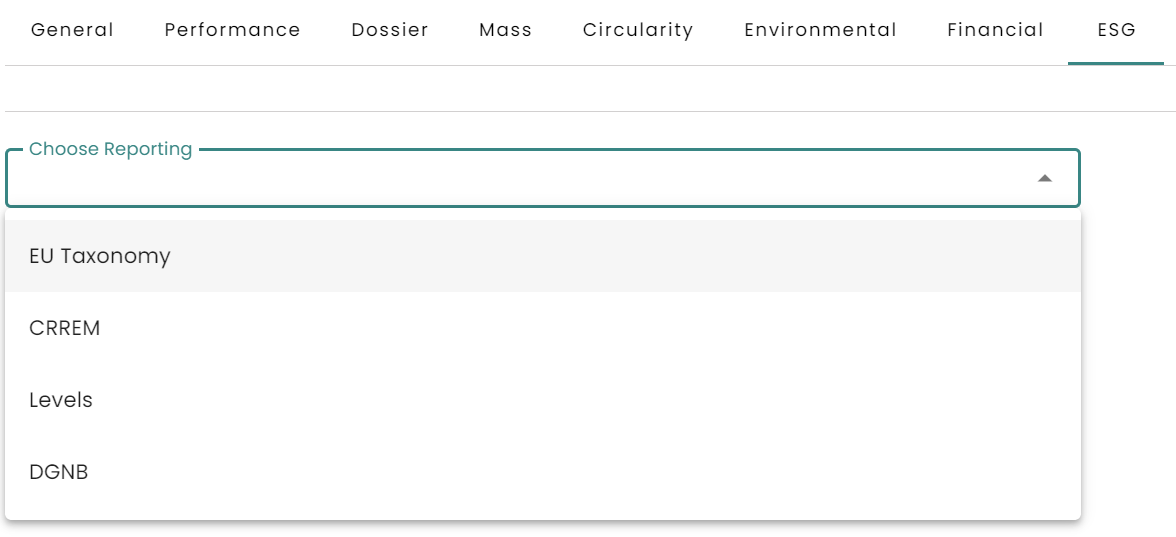 General Performance Dossier Mass Circularity Environmental Financial ESG
Choose Reporting
EU Taxonomy
CRREM
Levels
DGNB